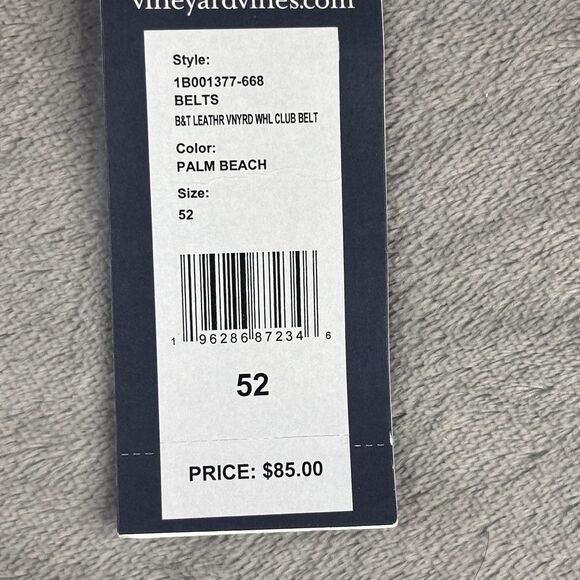 vineyardvines.com
Style:
1B001377-668
BELTS
B&T LEATHR VNYRD WHL CLUB BELT
Color:
PALM BEACH
Size:
52
1 96286 87234 6
52
PRICE: $85.00